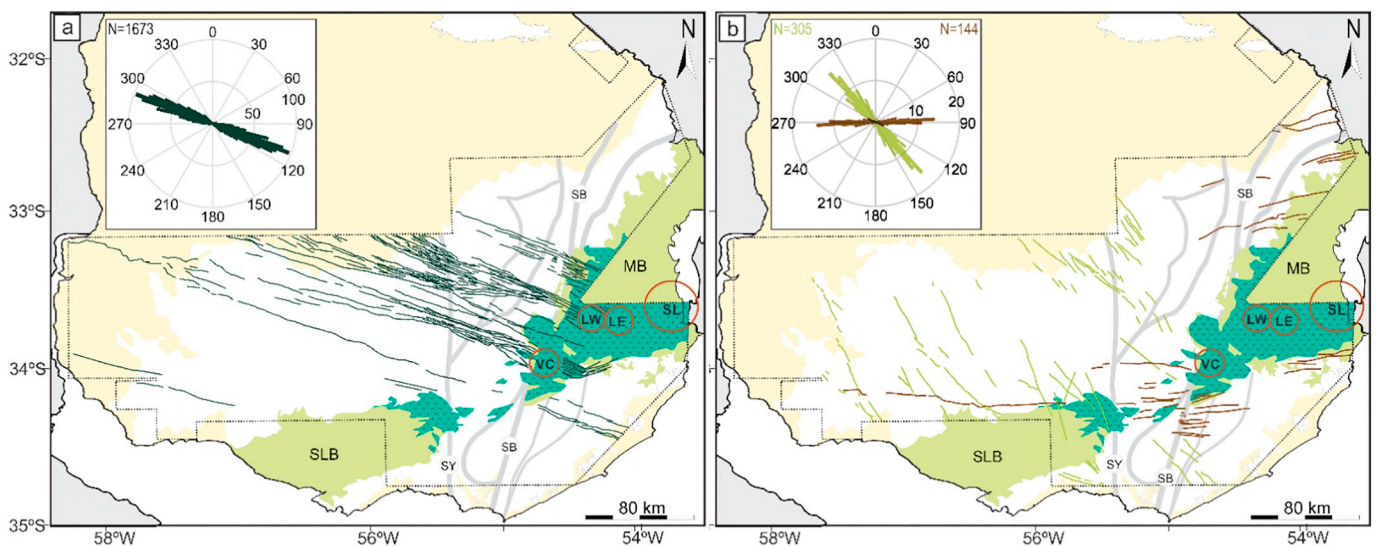 a
N=1673
0
30
60
90
120
150
180
210
240
270
300
330
50
100
N
SB
MB
SL
LW
LE
VC
SLB
SY
SB
80 km
32°S
33°S
34°S
35°S
58°W
56°W
54°W
b
N=305
N=144
0
30
60
90
120
150
180
210
240
270
300
330
10
20
N
SB
MB
SL
LW
LE
VC
SLB
SY
SB
80 km
58°W
56°W
54°W